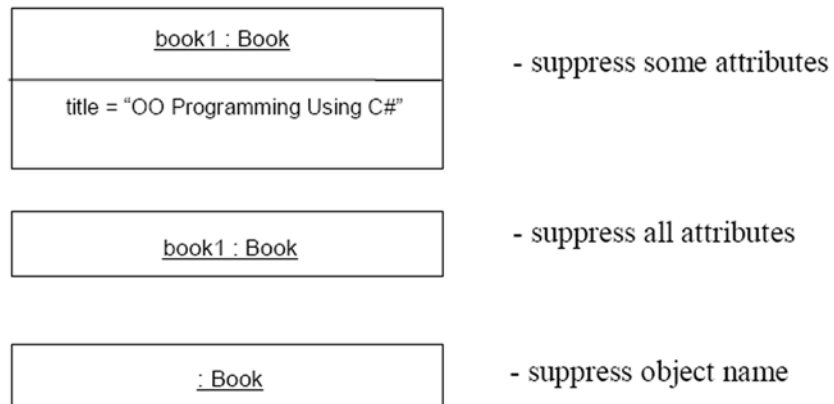 book1 : Book
- suppress some attributes
title = “OO Programming Using C#”
book1 : Book
- suppress all attributes
: Book
- suppress object name